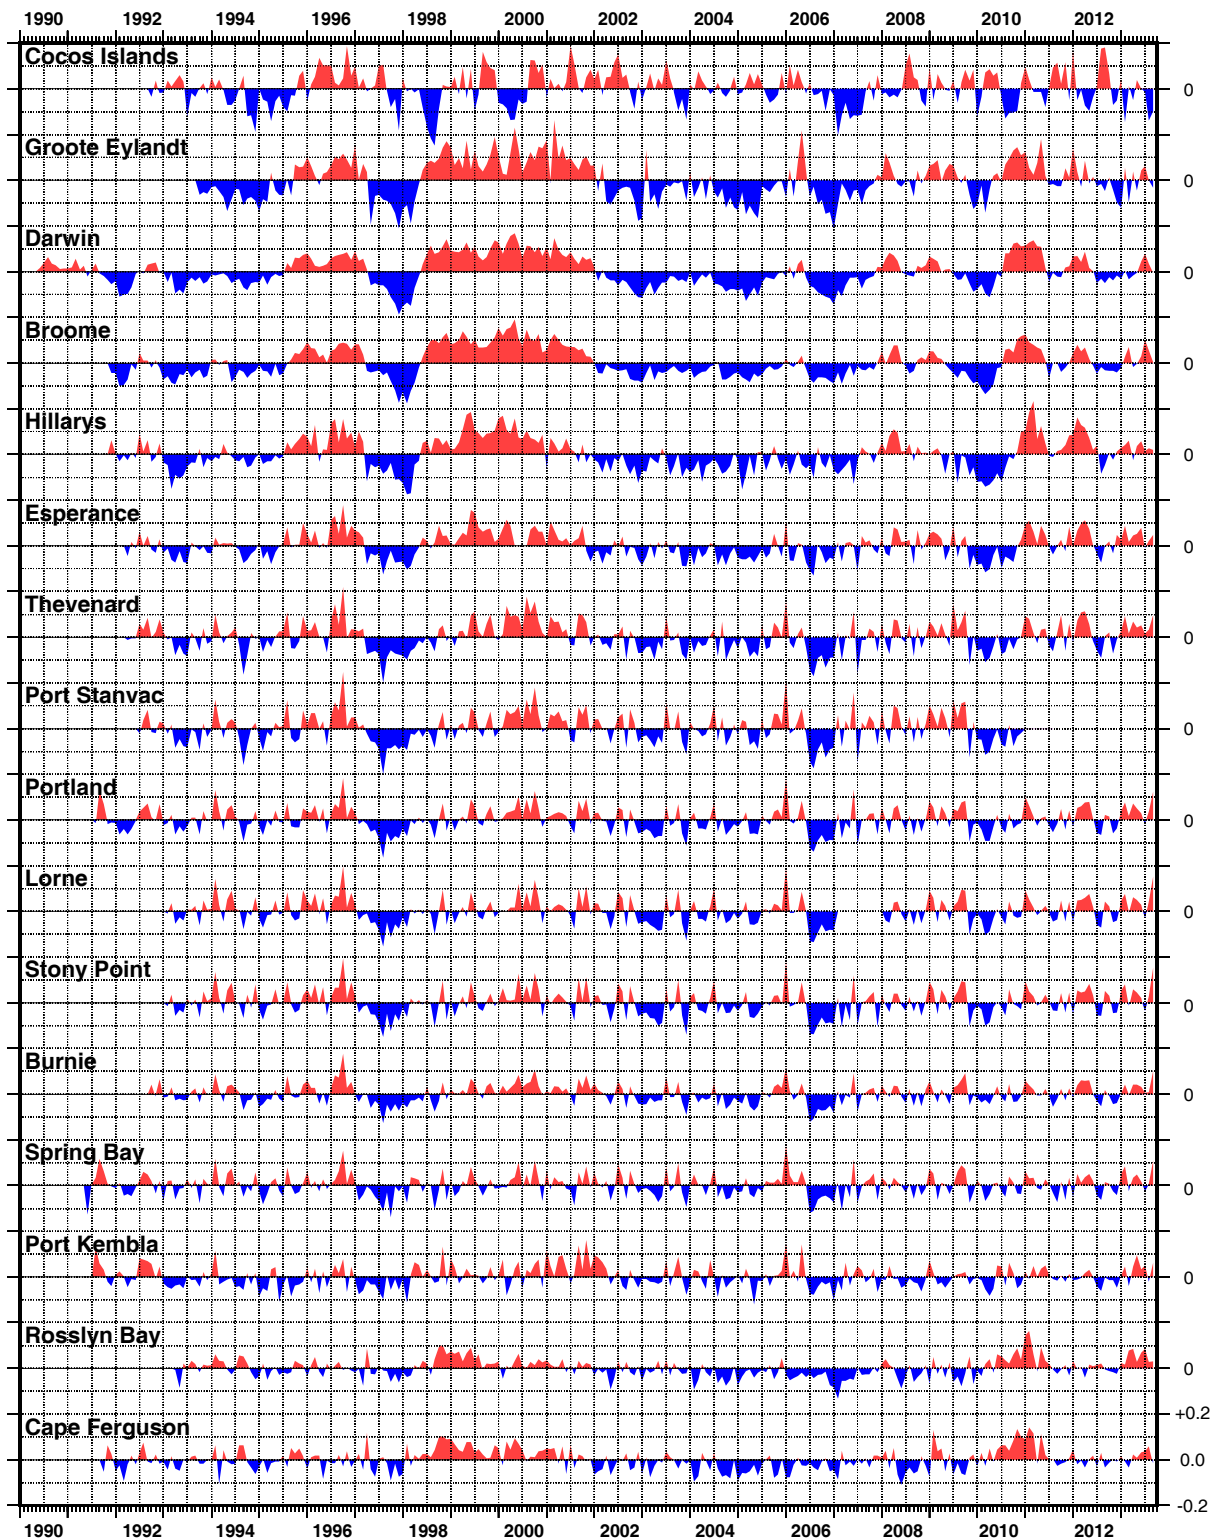 1990 1992 1994 1996 1998 2000 2002 2004 2006 2008 2010 2012
Cocos Islands
0
Groote Eylandt
0
Darwin
0
Broome
0
Hillarys
0
Esperance
0
Thevenard
0
Port Stanvac
0
Portland
0
Lorne
0
Stony Point
0
Burnie
0
Spring Bay
0
Port Kembla
0
Rosslyn Bay
0
+0.2
Cape Ferguson
0.0
-0.2
1990 1992 1994 1996 1998 2000 2002 2004 2006 2008 2010 2012